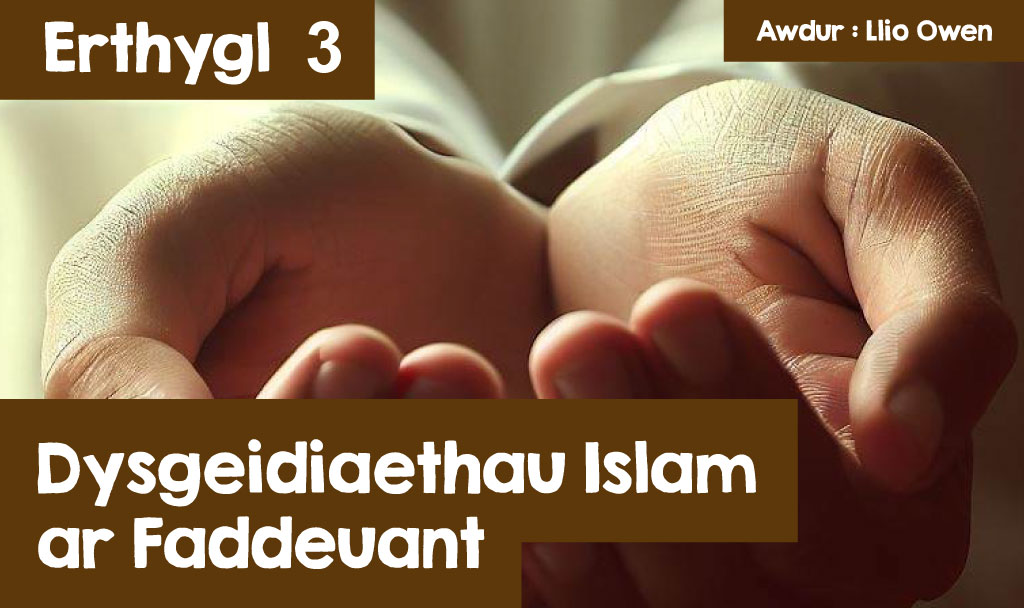 Erthygl 3
Awdur : Llio Owen
Dysgeidiaethau Islam
ar Faddeuant